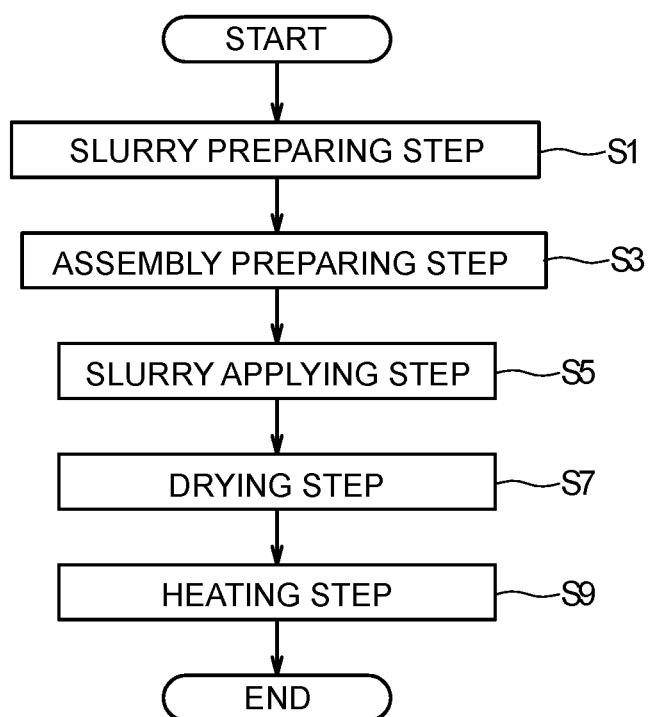 START
SLURRY PREPARING STEP S1
ASSEMBLY PREPARING STEP S3
SLURRY APPLYING STEP S5
DRYING STEP S7
HEATING STEP S9
END